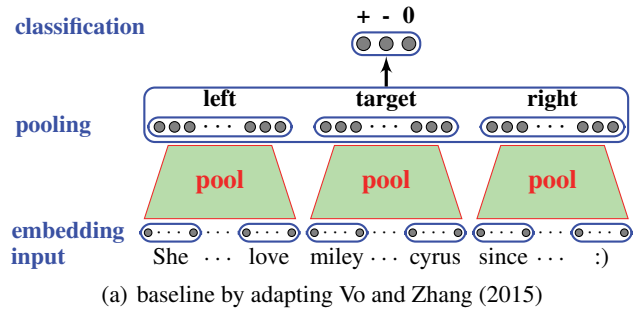 classification + - 0
left target right
pooling ··· ··· ···
pool pool pool
embedding
input She ··· love miley ··· cyrus since ··· :)
(a) baseline by adapting Vo and Zhang (2015)